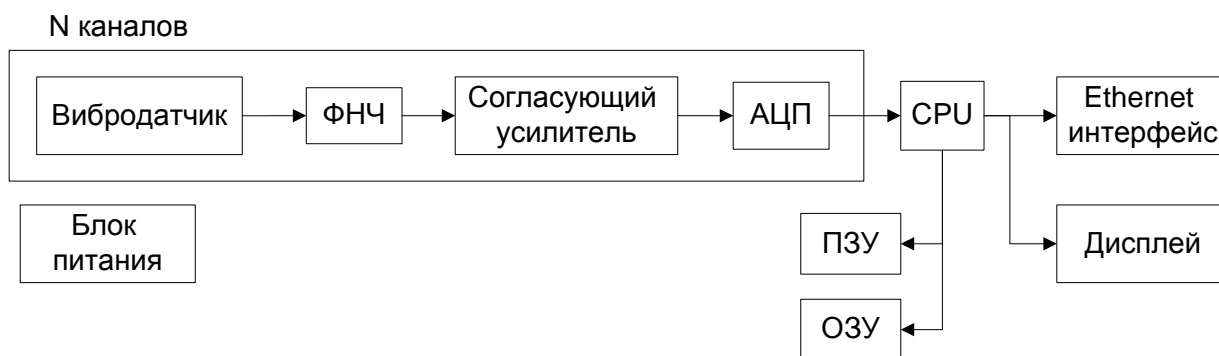 N каналов
Вибродатчик
ФНЧ
Согласующий
усилитель
АЦП
CPU
Ethernet
интерфейс
Блок
питания
ПЗУ
Дисплей
ОЗУ